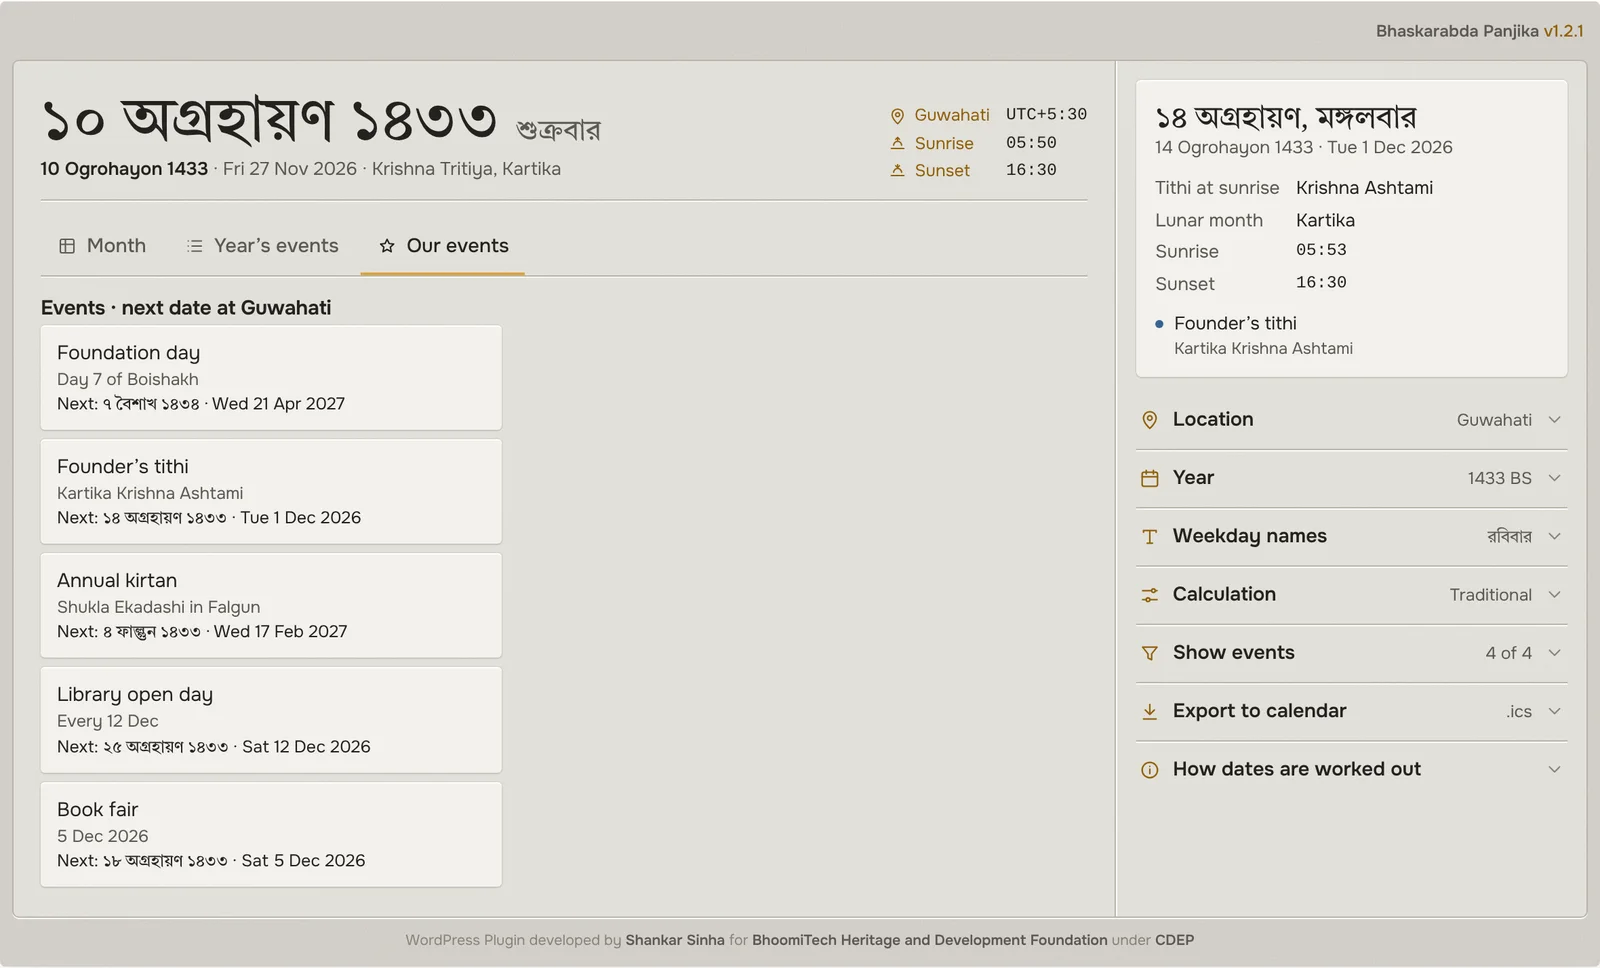 Bhaskarabda Panjika v1.2.1
১০ অগ্রহায়ণ ১৪৩৩ শুক্রবার
10 Ogrohayon 1433 · Fri 27 Nov 2026 · Krishna Tritiya, Kartika
Guwahati UTC+5:30
Sunrise 05:50
Sunset 16:30
Month Year’s events Our events
Events · next date at Guwahati
Foundation day
Day 7 of Boishakh
Next: ৭ বৈশাখ ১৪৩৪ · Wed 21 Apr 2027
Founder’s tithi
Kartika Krishna Ashtami
Next: ১৪ অগ্রহায়ণ ১৪৩৩ · Tue 1 Dec 2026
Annual kirtan
Shukla Ekadashi in Falgun
Next: ৪ ফাল্গুন ১৪৩৩ · Wed 17 Feb 2027
Library open day
Every 12 Dec
Next: ২৫ অগ্রহায়ণ ১৪৩৩ · Sat 12 Dec 2026
Book fair
5 Dec 2026
Next: ১৮ অগ্রহায়ণ ১৪৩৩ · Sat 5 Dec 2026
১৪ অগ্রহায়ণ, মঙ্গলবার
14 Ogrohayon 1433 · Tue 1 Dec 2026
Tithi at sunrise Krishna Ashtami
Lunar month Kartika
Sunrise 05:53
Sunset 16:30
Founder’s tithi
Kartika Krishna Ashtami
Location Guwahati
Year 1433 BS
Weekday names রবিবার
Calculation Traditional
Show events 4 of 4
Export to calendar .ics
How dates are worked out
WordPress Plugin developed by Shankar Sinha for BhoomiTech Heritage and Development Foundation under CDEP